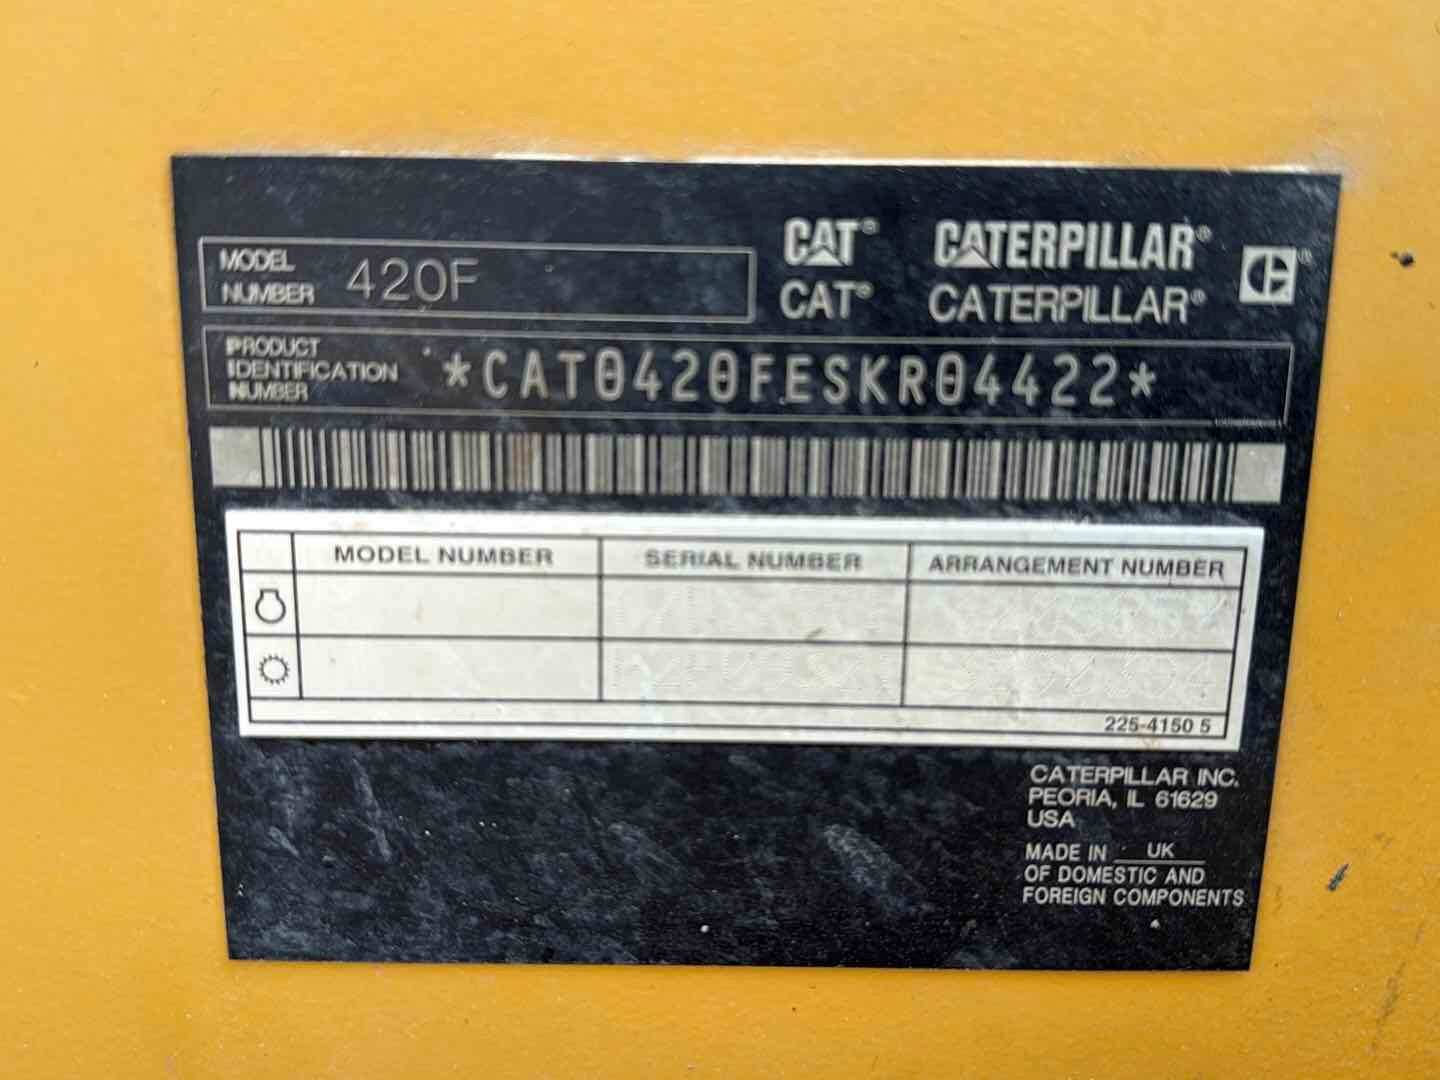 MODEL
NUMBER 420F
CAT® CATERPILLAR®
CAT® CATERPILLAR®
PRODUCT
IDENTIFICATION
NUMBER
*CAT0420FESKR04422*
MODEL NUMBER SERIAL NUMBER ARRANGEMENT NUMBER
225-4150 5
CATERPILLAR INC.
PEORIA, IL 61629
USA
MADE IN UK
OF DOMESTIC AND
FOREIGN COMPONENTS